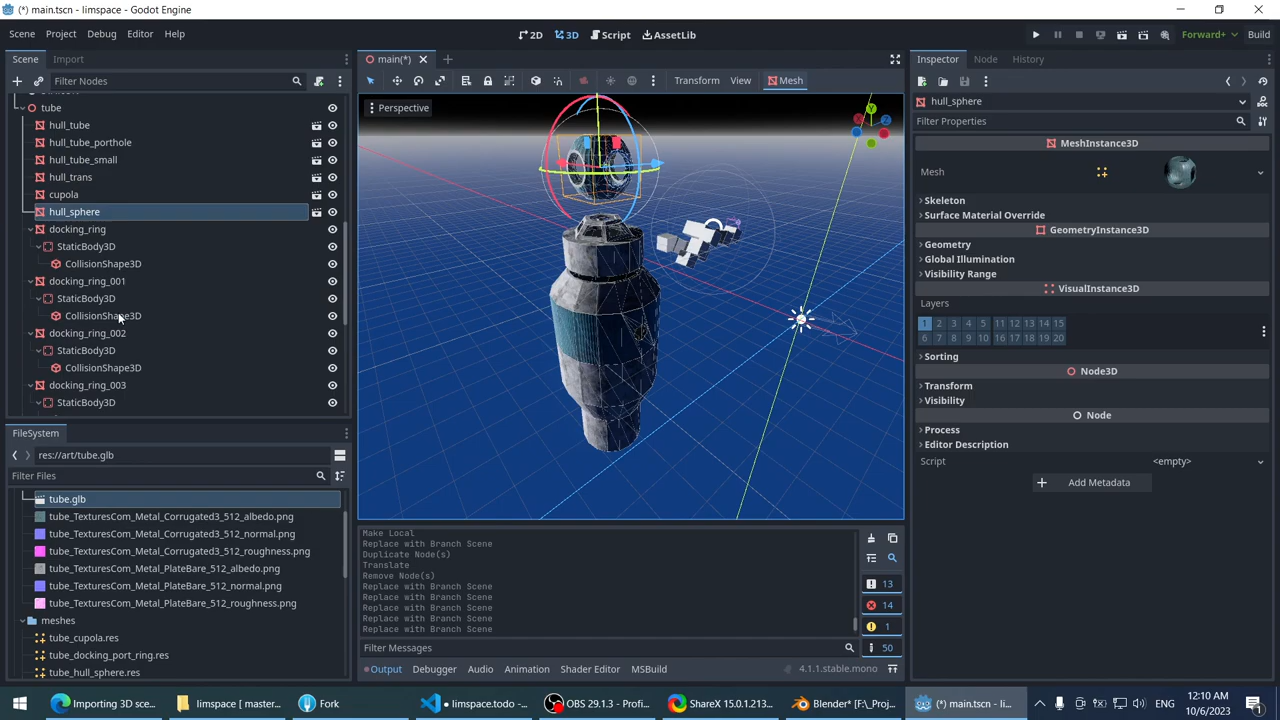 (*) main.tscn - limspace - Godot Engine
Scene Project Debug Editor Help
2D 3D Script AssetLib
Forward+ Build
Scene Import
Filter Nodes
tube
hull_tube
hull_tube_porthole
hull_tube_small
hull_trans
cupola
hull_sphere
docking_ring
StaticBody3D
CollisionShape3D
docking_ring_001
StaticBody3D
CollisionShape3D
docking_ring_002
StaticBody3D
CollisionShape3D
docking_ring_003
StaticBody3D
FileSystem
res://art/tube.glb
Filter Files
tube.glb
tube_TexturesCom_Metal_Corrugated3_512_albedo.png
tube_TexturesCom_Metal_Corrugated3_512_normal.png
tube_TexturesCom_Metal_Corrugated3_512_roughness.png
tube_TexturesCom_Metal_PlateBare_512_albedo.png
tube_TexturesCom_Metal_PlateBare_512_normal.png
tube_TexturesCom_Metal_PlateBare_512_roughness.png
meshes
tube_cupola.res
tube_docking_port_ring.res
tube_hull_sphere.res
main(*)
Transform View Mesh
Perspective
Y
X
Z
Make Local
Replace with Branch Scene
Duplicate Node(s)
Translate
Remove Node(s)
Replace with Branch Scene
Replace with Branch Scene
Replace with Branch Scene
Replace with Branch Scene
Replace with Branch Scene
13
14
1
50
Filter Messages
Output Debugger Audio Animation Shader Editor MSBuild
4.1.1.stable.mono
Inspector Node History
hull_sphere
Filter Properties
MeshInstance3D
Mesh
Skeleton
Surface Material Override
GeometryInstance3D
Geometry
Global Illumination
Visibility Range
VisualInstance3D
Layers
1 2 3 4 5 11 12 13 14 15
6 7 8 9 10 16 17 18 19 20
Sorting
Node3D
Transform
Visibility
Node
Process
Editor Description
Script <empty>
Add Metadata
Importing 3D sce...
limspace [ master...
Fork
● limspace.todo - ...
OBS 29.1.3 - Profi...
ShareX 15.0.1.213...
Blender* [F:\_Proj...
(*) main.tscn - li...
12:10 AM
10/6/2023